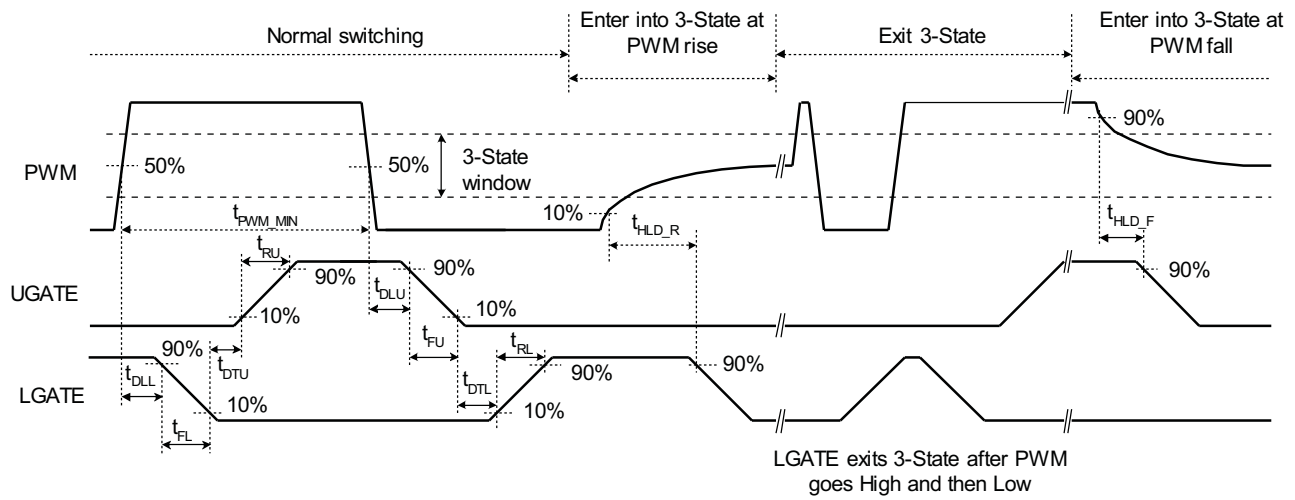 Normal switching
Enter into 3-State at
PWM rise
Exit 3-State
Enter into 3-State at
PWM fall
PWM
50%
50%
3-State
window
90%
10%
tPWM_MIN
tHLD_R
tHLD_F
tRU
UGATE
90%
10%
tDLU
90%
10%
tFU
90%
LGATE
90%
tDTU
tDLL
10%
tFL
tRL
tDTL
90%
10%
90%
LGATE exits 3-State after PWM
goes High and then Low